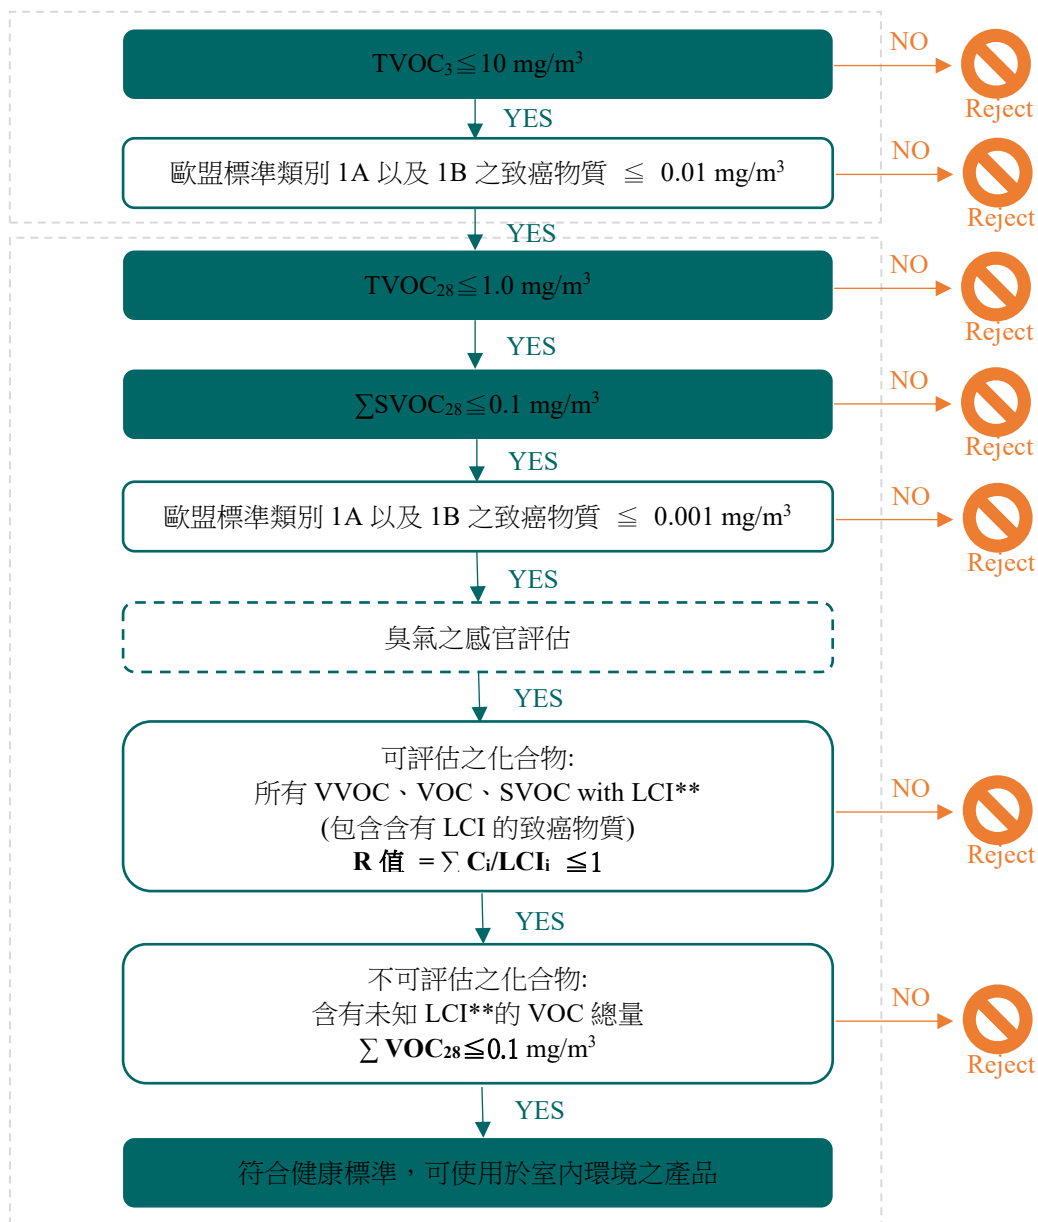 TVOC₃≦10 mg/m³
NO
Reject
YES
歐盟標準類別 1A 以及 1B 之致癌物質 ≦ 0.01 mg/m³
NO
Reject
YES
TVOC₂₈≦1.0 mg/m³
NO
Reject
YES
∑SVOC₂₈≦0.1 mg/m³
NO
Reject
YES
歐盟標準類別 1A 以及 1B 之致癌物質 ≦ 0.001 mg/m³
NO
Reject
YES
臭氣之感官評估
YES
可評估之化合物:
所有 VVOC、VOC、SVOC with LCI**
(包含含有 LCI 的致癌物質)
R 值 = ∑ Cᵢ/LCIᵢ ≦1
NO
Reject
YES
不可評估之化合物:
含有未知 LCI**的 VOC 總量
∑ VOC₂₈≦0.1 mg/m³
NO
Reject
YES
符合健康標準，可使用於室內環境之產品